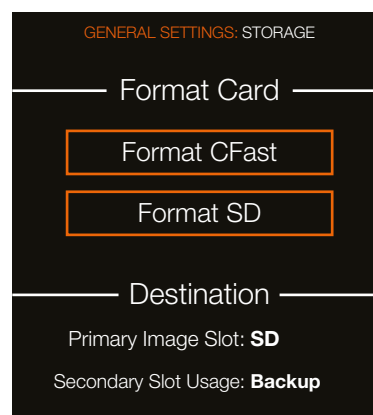 GENERAL SETTINGS: STORAGE
Format Card
Format CFast
Format SD
Destination
Primary Image Slot: SD
Secondary Slot Usage: Backup